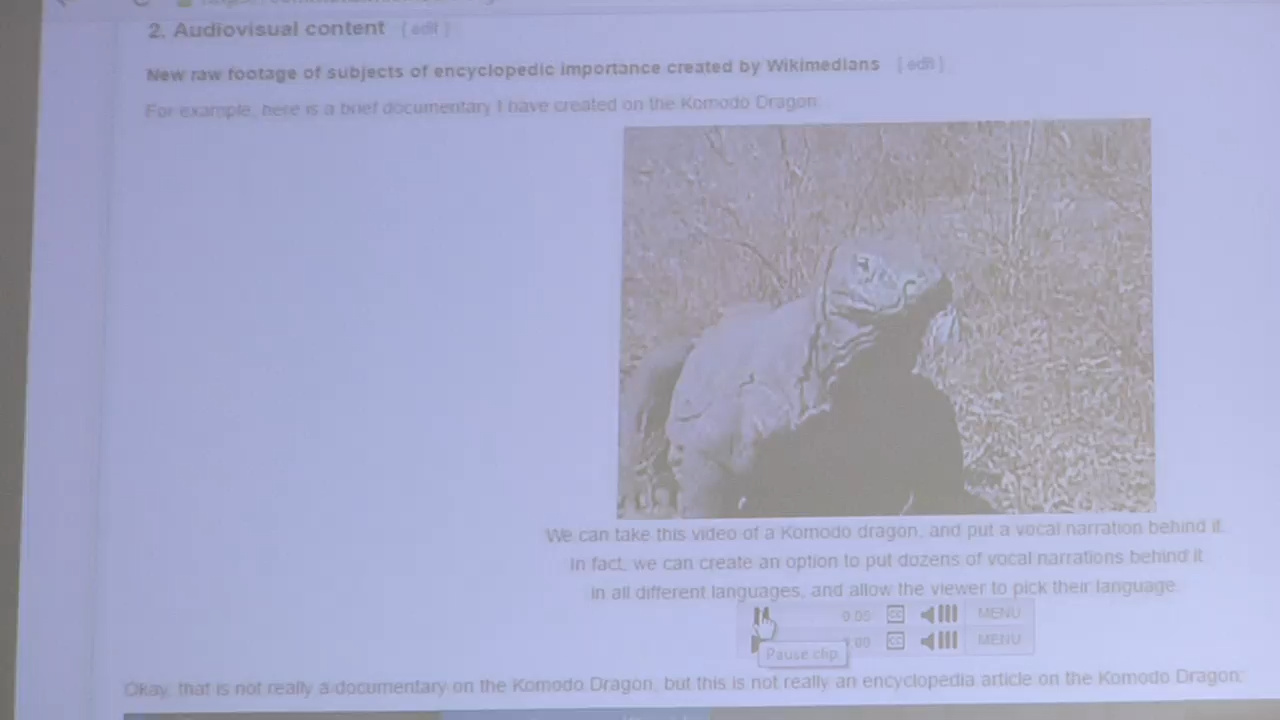 2. Audiovisual content [ edit ]
New raw footage of subjects of encyclopedic importance created by Wikimedians [ edit ]
For example, here is a brief documentary I have created on the Komodo Dragon:
We can take this video of a Komodo dragon, and put a vocal narration behind it.
In fact, we can create an option to put dozens of vocal narrations behind it
in all different languages, and allow the viewer to pick their language.
0:05 CC MENU
:00 CC MENU
Pause clip
Okay, that is not really a documentary on the Komodo Dragon, but this is not really an encyclopedia article on the Komodo Dragon: